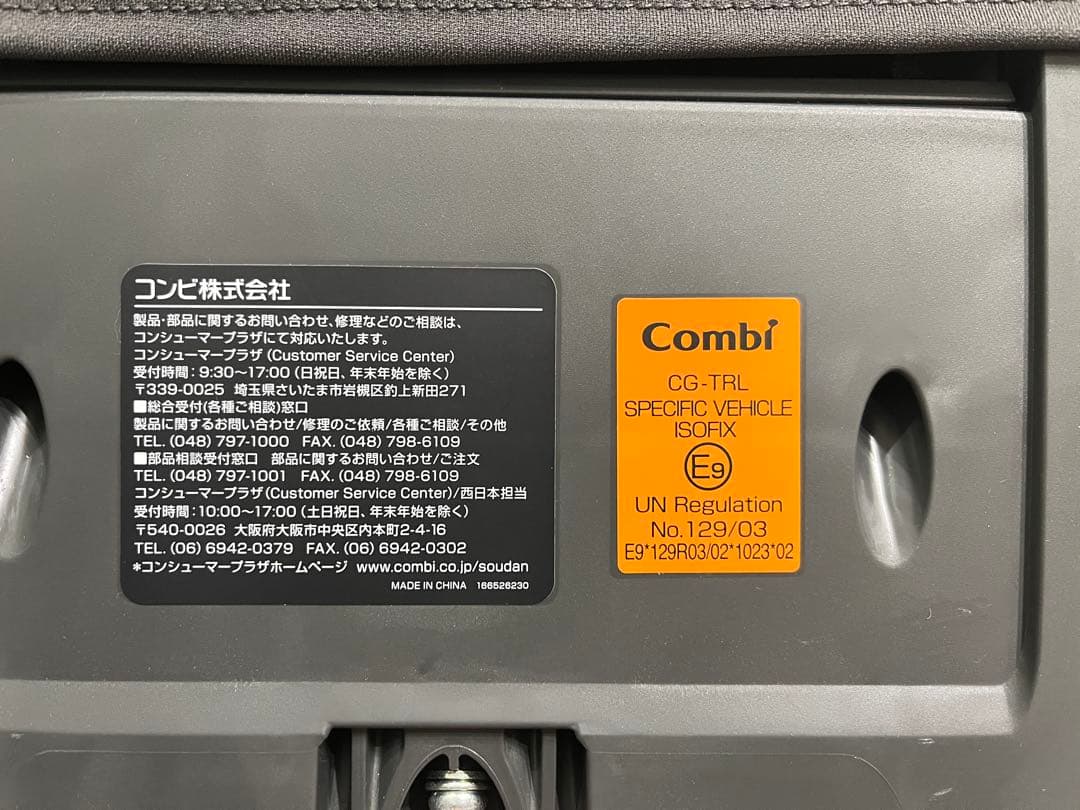 コンビ株式会社
製品・部品に関するお問い合わせ、修理などのご相談は、
コンシューマープラザにて対応いたします。
コンシューマープラザ (Customer Service Center)
受付時間：9:30〜17:00（日祝日、年末年始を除く）
〒339-0025 埼玉県さいたま市岩槻区釣上新田271
■総合受付(各種ご相談)窓口
製品に関するお問い合わせ/修理のご依頼/各種ご相談/その他
TEL. (048) 797-1000 FAX. (048) 798-6109
■部品相談受付窓口 部品に関するお問い合わせ/ご注文
TEL. (048) 797-1001 FAX. (048) 798-6109
コンシューマープラザ(Customer Service Center)/西日本担当
受付時間：10:00〜17:00（土日祝日、年末年始を除く）
〒540-0026 大阪府大阪市中央区内本町2-4-16
TEL. (06) 6942-0379 FAX. (06) 6942-0302
*コンシューマープラザホームページ www.combi.co.jp/soudan
MADE IN CHINA 166526230
Combi
CG-TRL
SPECIFIC VEHICLE
ISOFIX
E9
UN Regulation
No.129/03
E9*129R03/02*1023*02